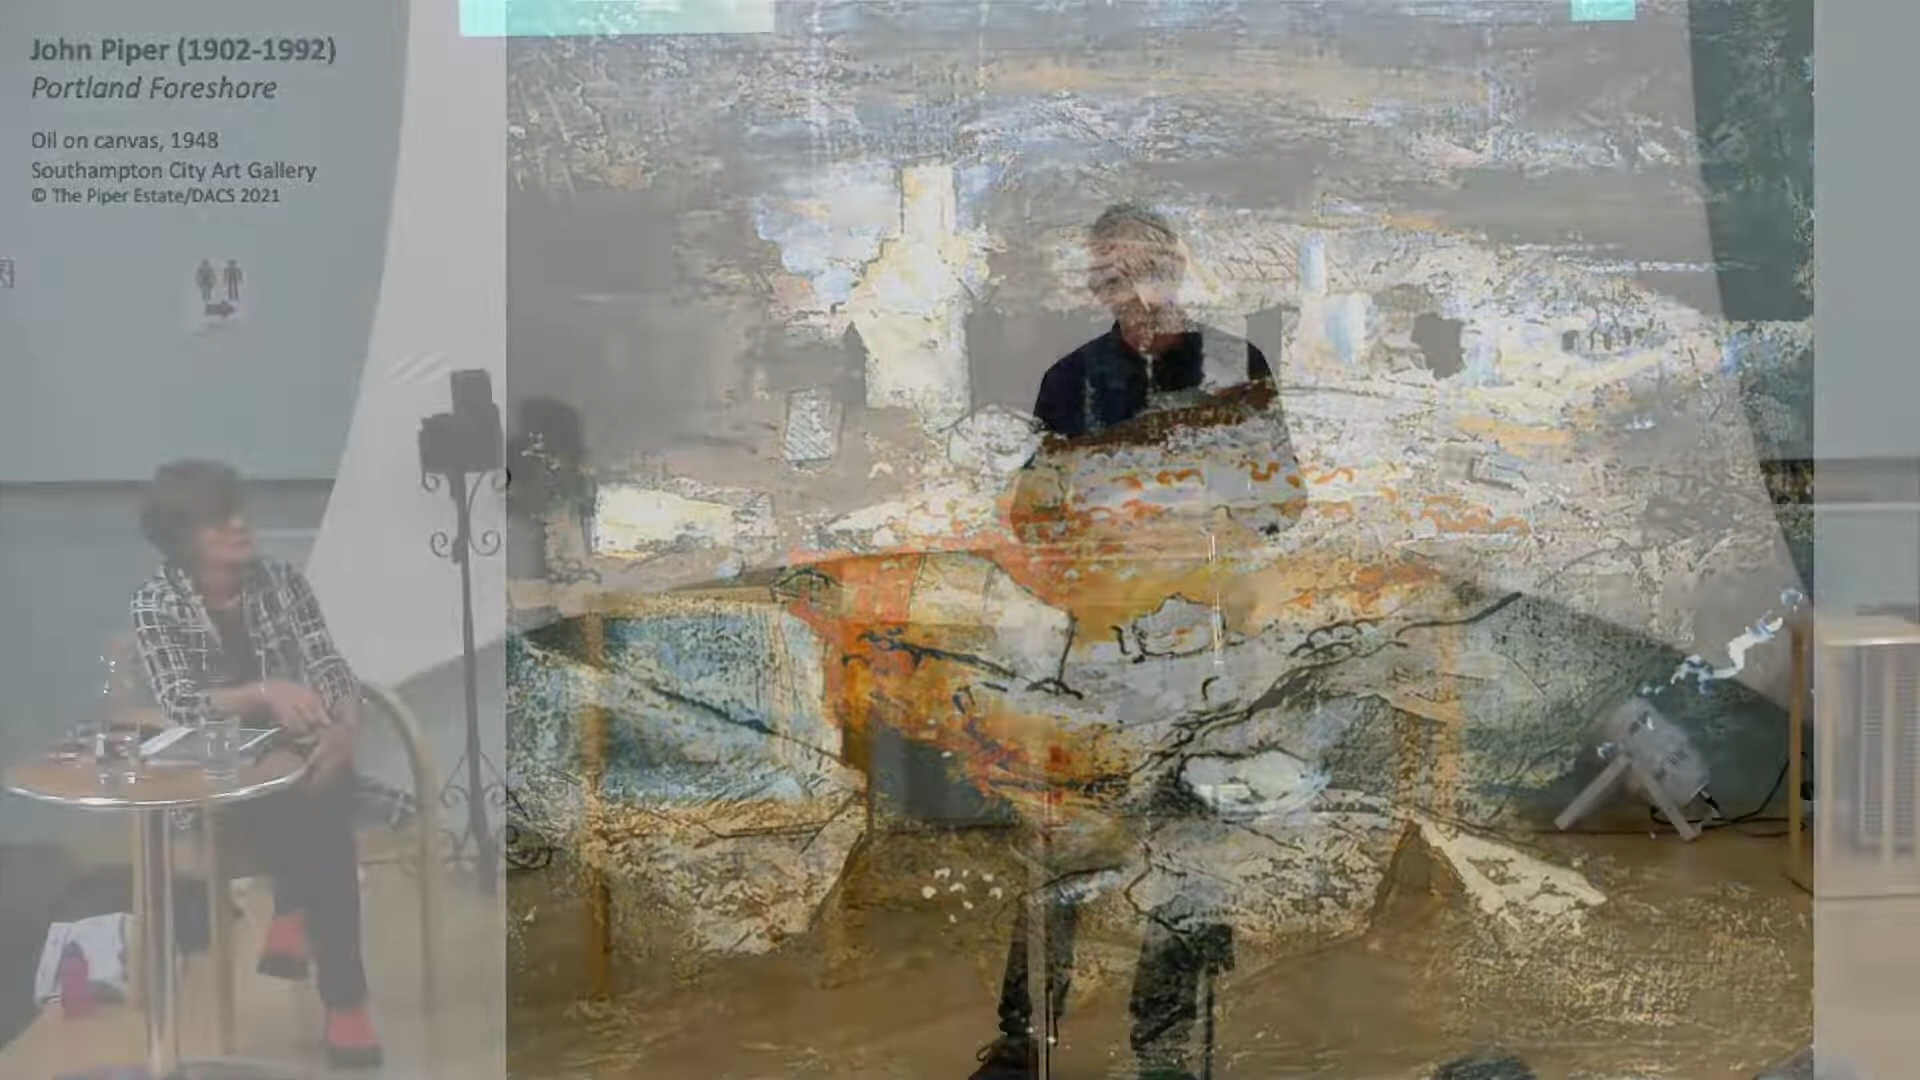 John Piper (1902-1992)
Portland Foreshore
Oil on canvas, 1948
Southampton City Art Gallery
© The Piper Estate/DACS 2021